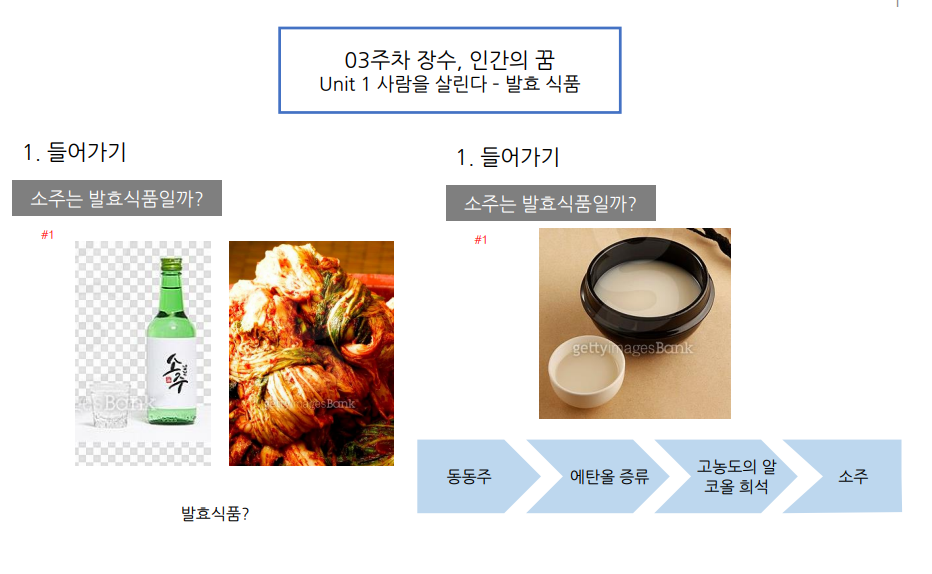 03주차 장수, 인간의 꿈
Unit 1 사람을 살린다 - 발효 식품
1. 들어가기
소주는 발효식품일까?
#1
소주
esBank
gettyimagesBank
발효식품?
1. 들어가기
소주는 발효식품일까?
#1
gettyimagesBank
동동주
에탄올 증류
고농도의 알
코올 희석
소주